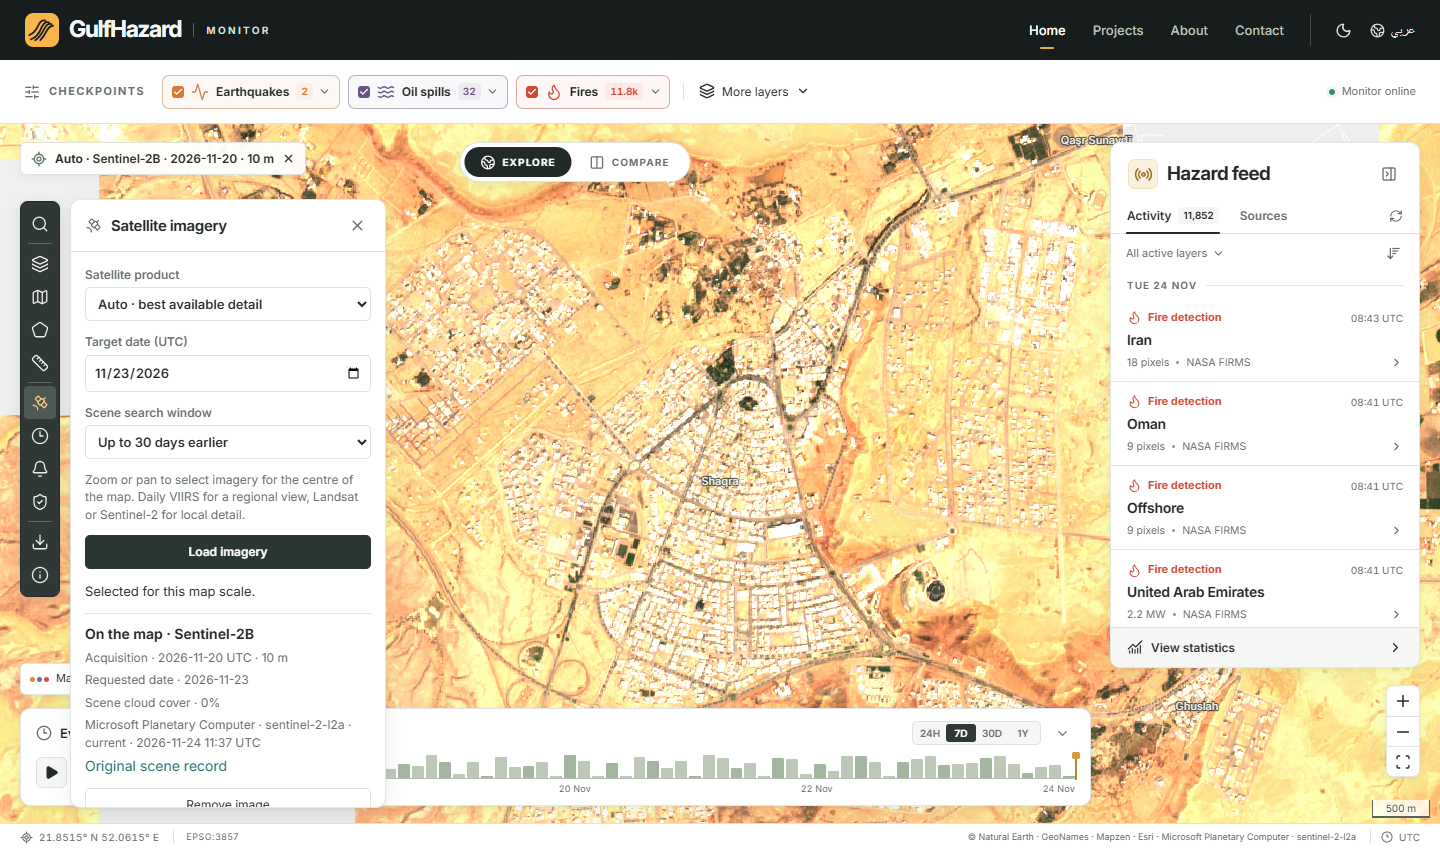 GulfHazard
MONITOR
Home
Projects
About
Contact
عربي
CHECKPOINTS
Earthquakes 2
Oil spills 32
Fires 11.8k
More layers
Monitor online
Auto · Sentinel-2B · 2026-11-20 · 10 m
EXPLORE
COMPARE
Satellite imagery
Satellite product
Auto · best available detail
Target date (UTC)
11/23/2026
Scene search window
Up to 30 days earlier
Zoom or pan to select imagery for the centre of
the map. Daily VIIRS for a regional view, Landsat
or Sentinel-2 for local detail.
Load imagery
Selected for this map scale.
On the map · Sentinel-2B
Acquisition · 2026-11-20 UTC · 10 m
Requested date · 2026-11-23
Scene cloud cover · 0%
Microsoft Planetary Computer · sentinel-2-l2a ·
current · 2026-11-24 11:37 UTC
Original scene record
Remove image
Ma
Ev
Shaqra
Ghuslah
24H
7D
30D
1Y
20 Nov
22 Nov
24 Nov
Hazard feed
Activity 11,852
Sources
All active layers
TUE 24 NOV
Fire detection
08:43 UTC
Iran
18 pixels • NASA FIRMS
Fire detection
08:41 UTC
Oman
9 pixels • NASA FIRMS
Fire detection
08:41 UTC
Offshore
9 pixels • NASA FIRMS
Fire detection
08:41 UTC
United Arab Emirates
2.2 MW • NASA FIRMS
View statistics
500 m
21.8515° N 52.0615° E
EPSG:3857
© Natural Earth · GeoNames · Mapzen · Esri · Microsoft Planetary Computer · sentinel-2-l2a
UTC